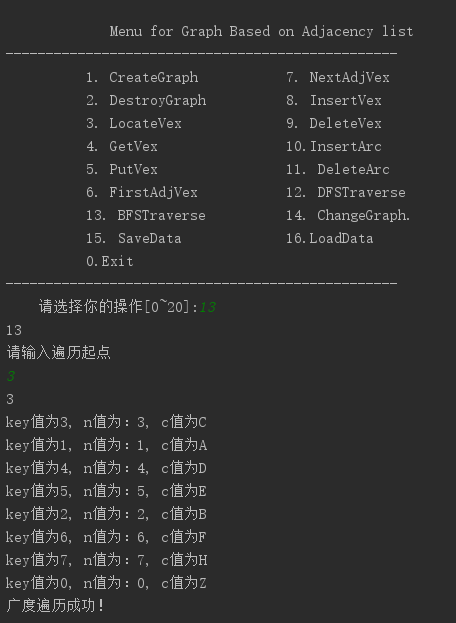 Menu for Graph Based on Adjacency list
-------------------------------------------------
1. CreateGraph 7. NextAdjVex
2. DestroyGraph 8. InsertVex
3. LocateVex 9. DeleteVex
4. GetVex 10.InsertArc
5. PutVex 11. DeleteArc
6. FirstAdjVex 12. DFSTraverse
13. BFSTraverse 14. ChangeGraph.
15. SaveData 16.LoadData
0.Exit
-------------------------------------------------
请选择你的操作[0~20]:13
13
请输入遍历起点
3
3
key值为3, n值为：3, c值为C
key值为1, n值为：1, c值为A
key值为4, n值为：4, c值为D
key值为5, n值为：5, c值为E
key值为2, n值为：2, c值为B
key值为6, n值为：6, c值为F
key值为7, n值为：7, c值为H
key值为0, n值为：0, c值为Z
广度遍历成功！